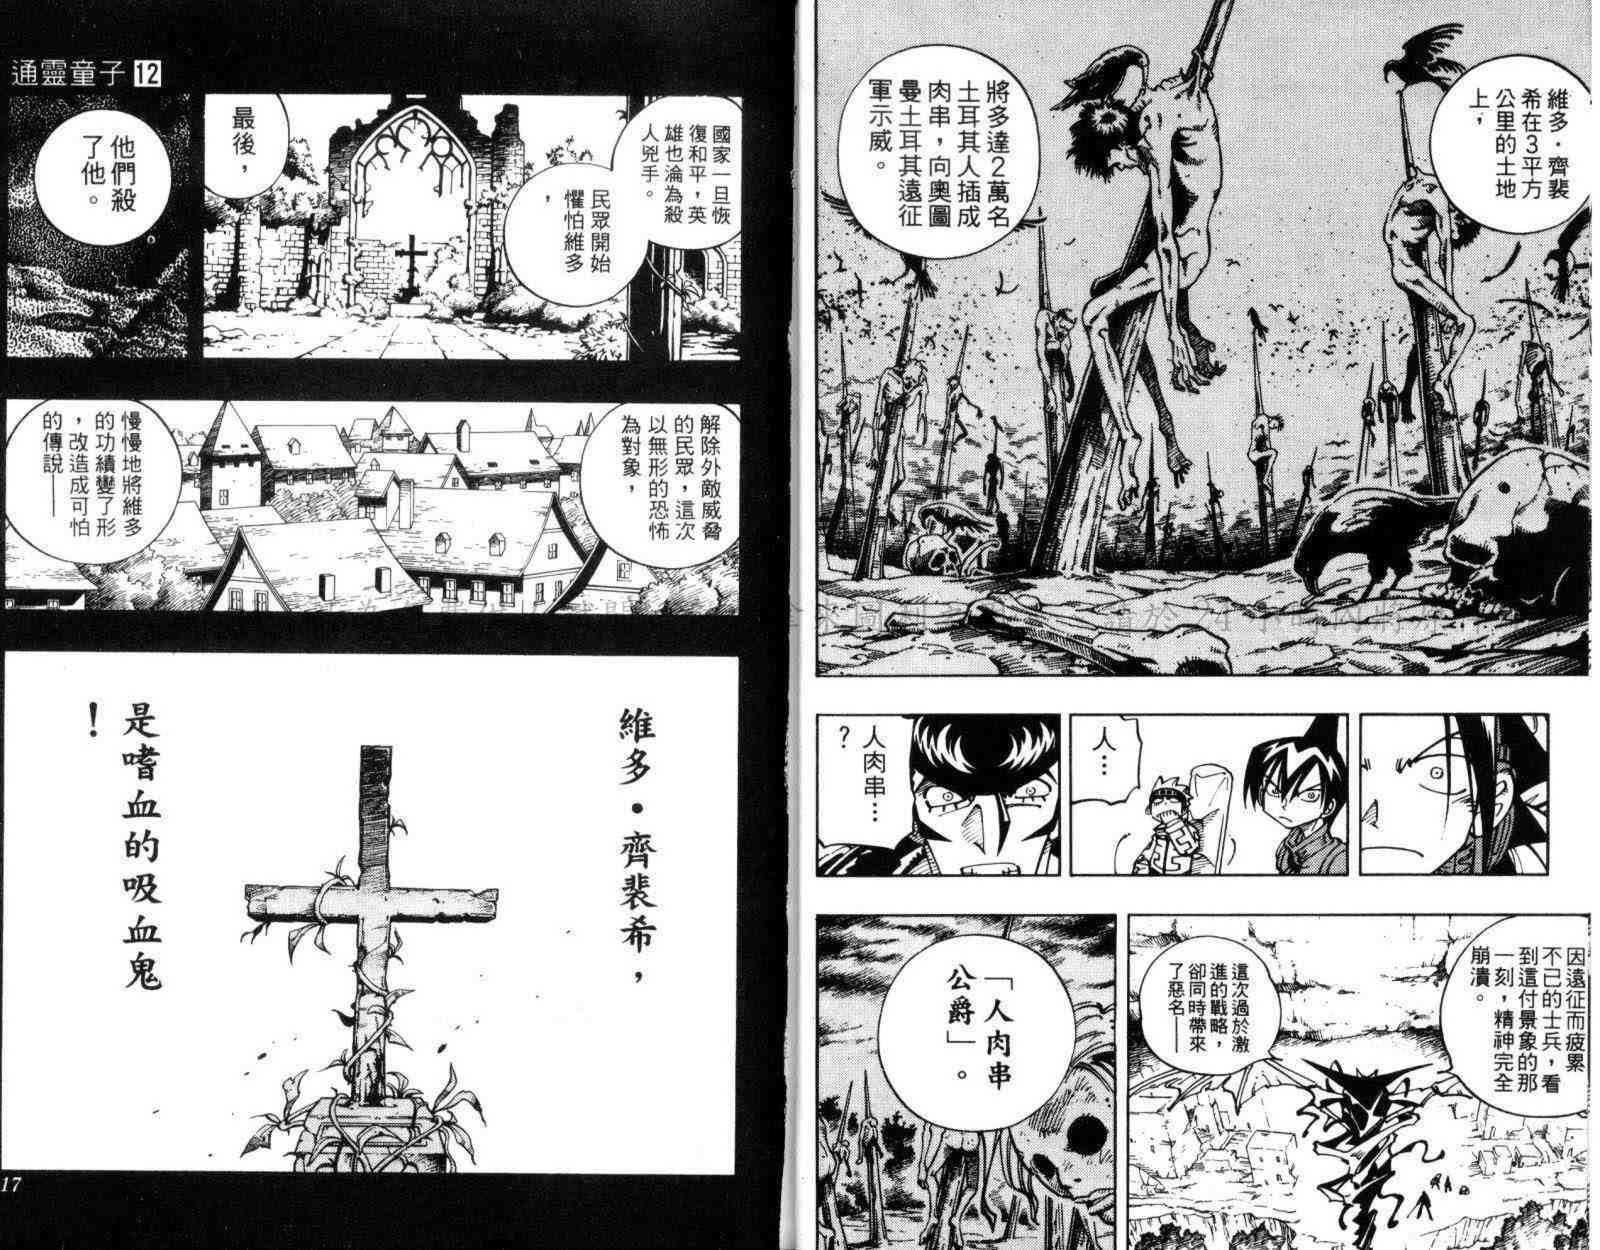 維多・齊裴
希在3平方
公里的土地
上，
將多達2萬名
土耳其人插成
肉串，向奧圖
曼土耳其遠征
軍示威。
人…
人肉串…
？
因遠征而疲累
不已的士兵，看
到這付景象的那
一刻，精神完全
崩潰。
這次過於激
進的戰略，
卻同時帶來
了惡名——
「人肉串
公爵」。
通靈童子 12
國家一旦恢
復和平，英
雄也淪為殺
人兇手。
民眾開始
懼怕維多
，
最後，
他們殺
了他。
解除外敵威脅
的民眾，這次
以無形的恐怖
為對象，
慢慢地將維多
的功績變了形
，改造成可怕
的傳說——
維多・齊裴希，
是嗜血的吸血鬼
！
17